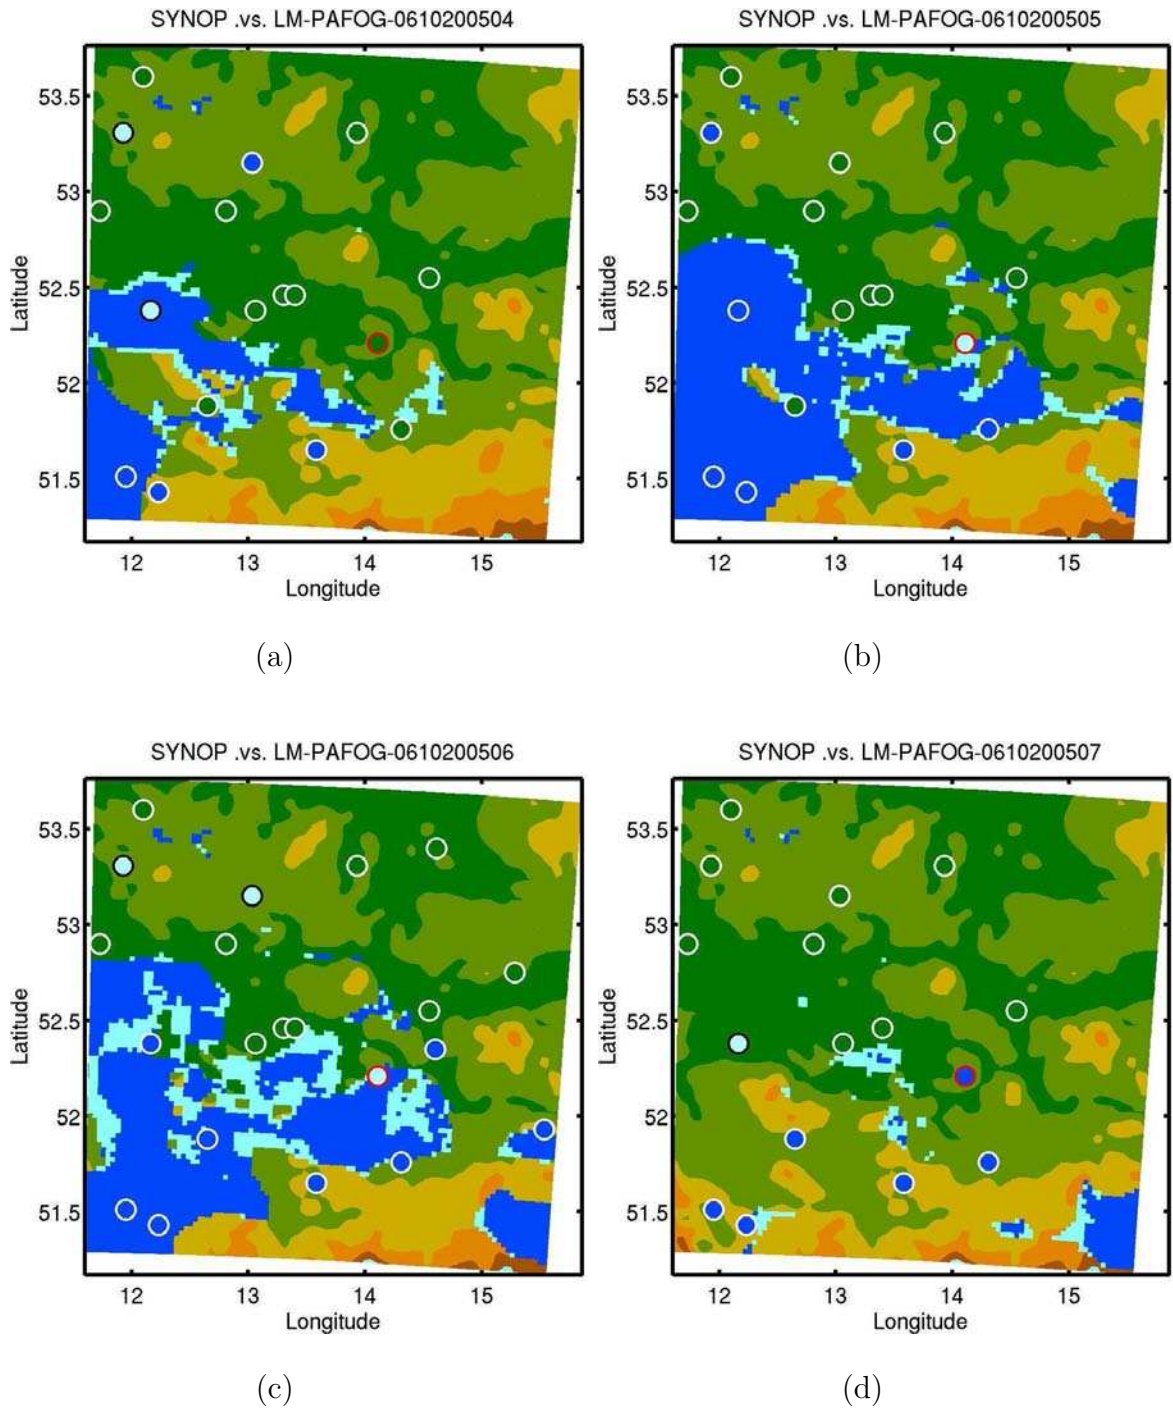 SYNOP .vs. LM-PAFOG-0610200504
SYNOP .vs. LM-PAFOG-0610200505
53.5
53
52.5
52
51.5
Latitude
12 13 14 15
Longitude
53.5
53
52.5
52
51.5
Latitude
12 13 14 15
Longitude
(a)
(b)
SYNOP .vs. LM-PAFOG-0610200506
SYNOP .vs. LM-PAFOG-0610200507
53.5
53
52.5
52
51.5
Latitude
12 13 14 15
Longitude
53.5
53
52.5
52
51.5
Latitude
12 13 14 15
Longitude
(c)
(d)